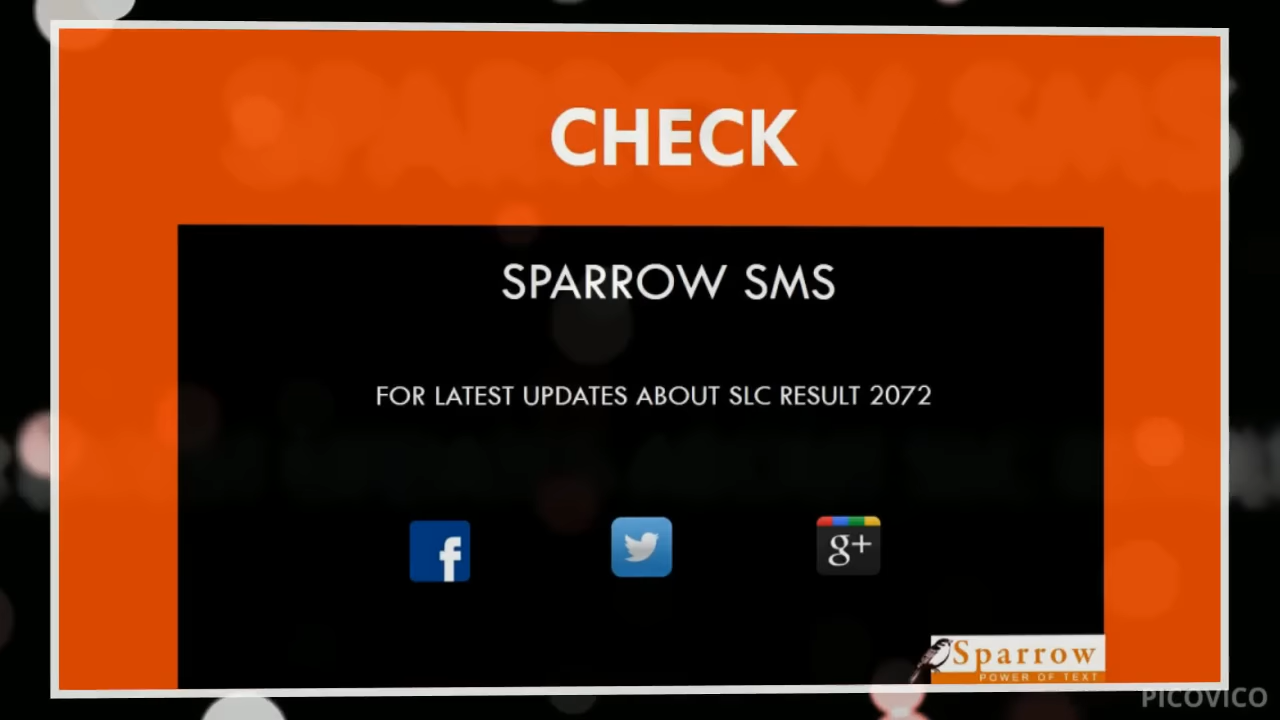 CHECK
SPARROW SMS
FOR LATEST UPDATES ABOUT SLC RESULT 2072
f
g+
Sparrow
POWER OF TEXT
PICOVICO